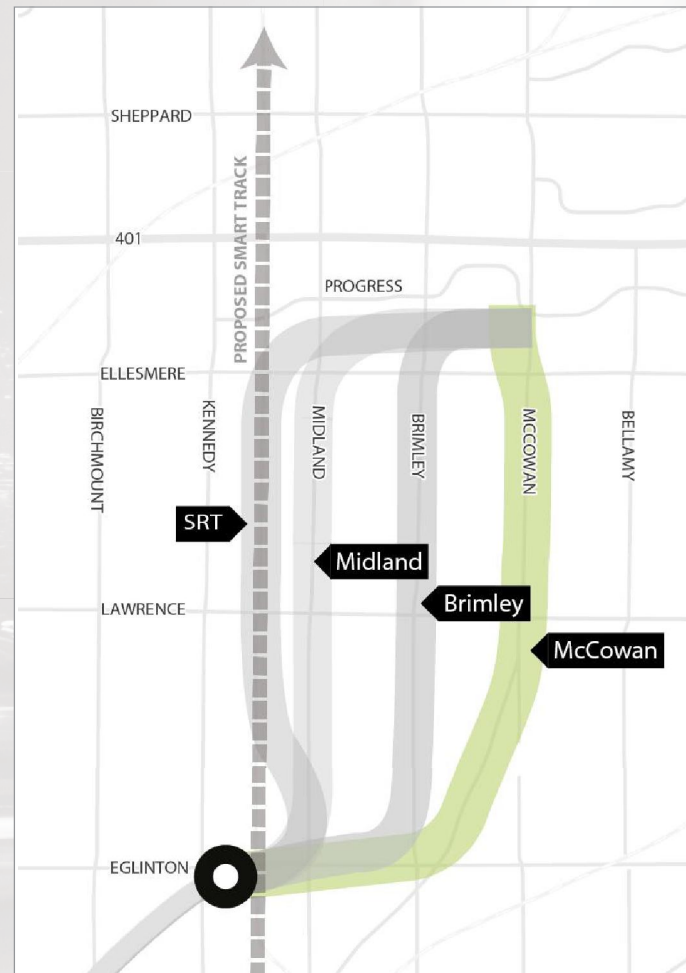 SHEPPARD
PROPOSED SMART TRACK
401
PROGRESS
ELLESMERE
BIRCHMOUNT
KENNEDY
MIDLAND
BRIMLEY
MCCOWAN
BELLAMY
SRT
Midland
Brimley
LAWRENCE
McCowan
EGLINTON